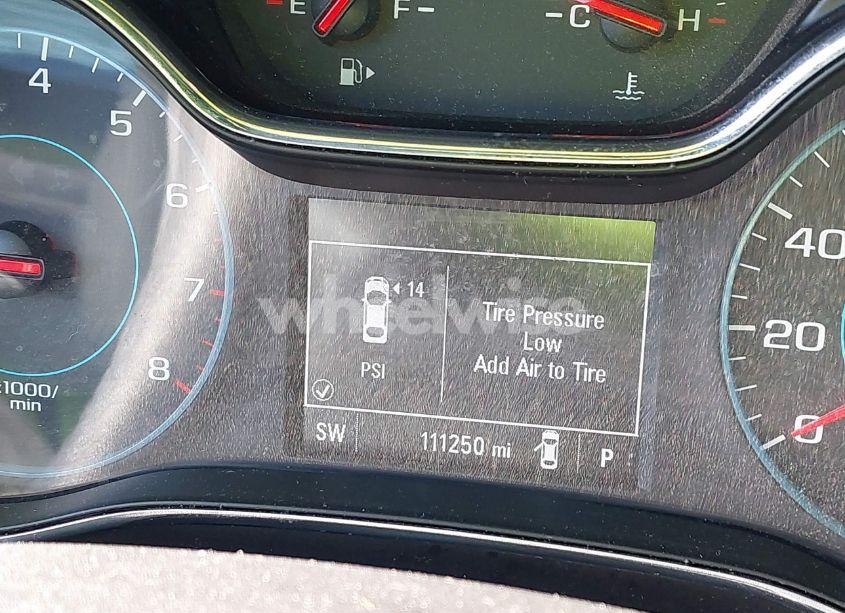 E F C H
4
5
6
7
8
x1000/
min
14
PSI
Tire Pressure
Low
Add Air to Tire
SW 111250 mi P
40
20
0
wheelwire